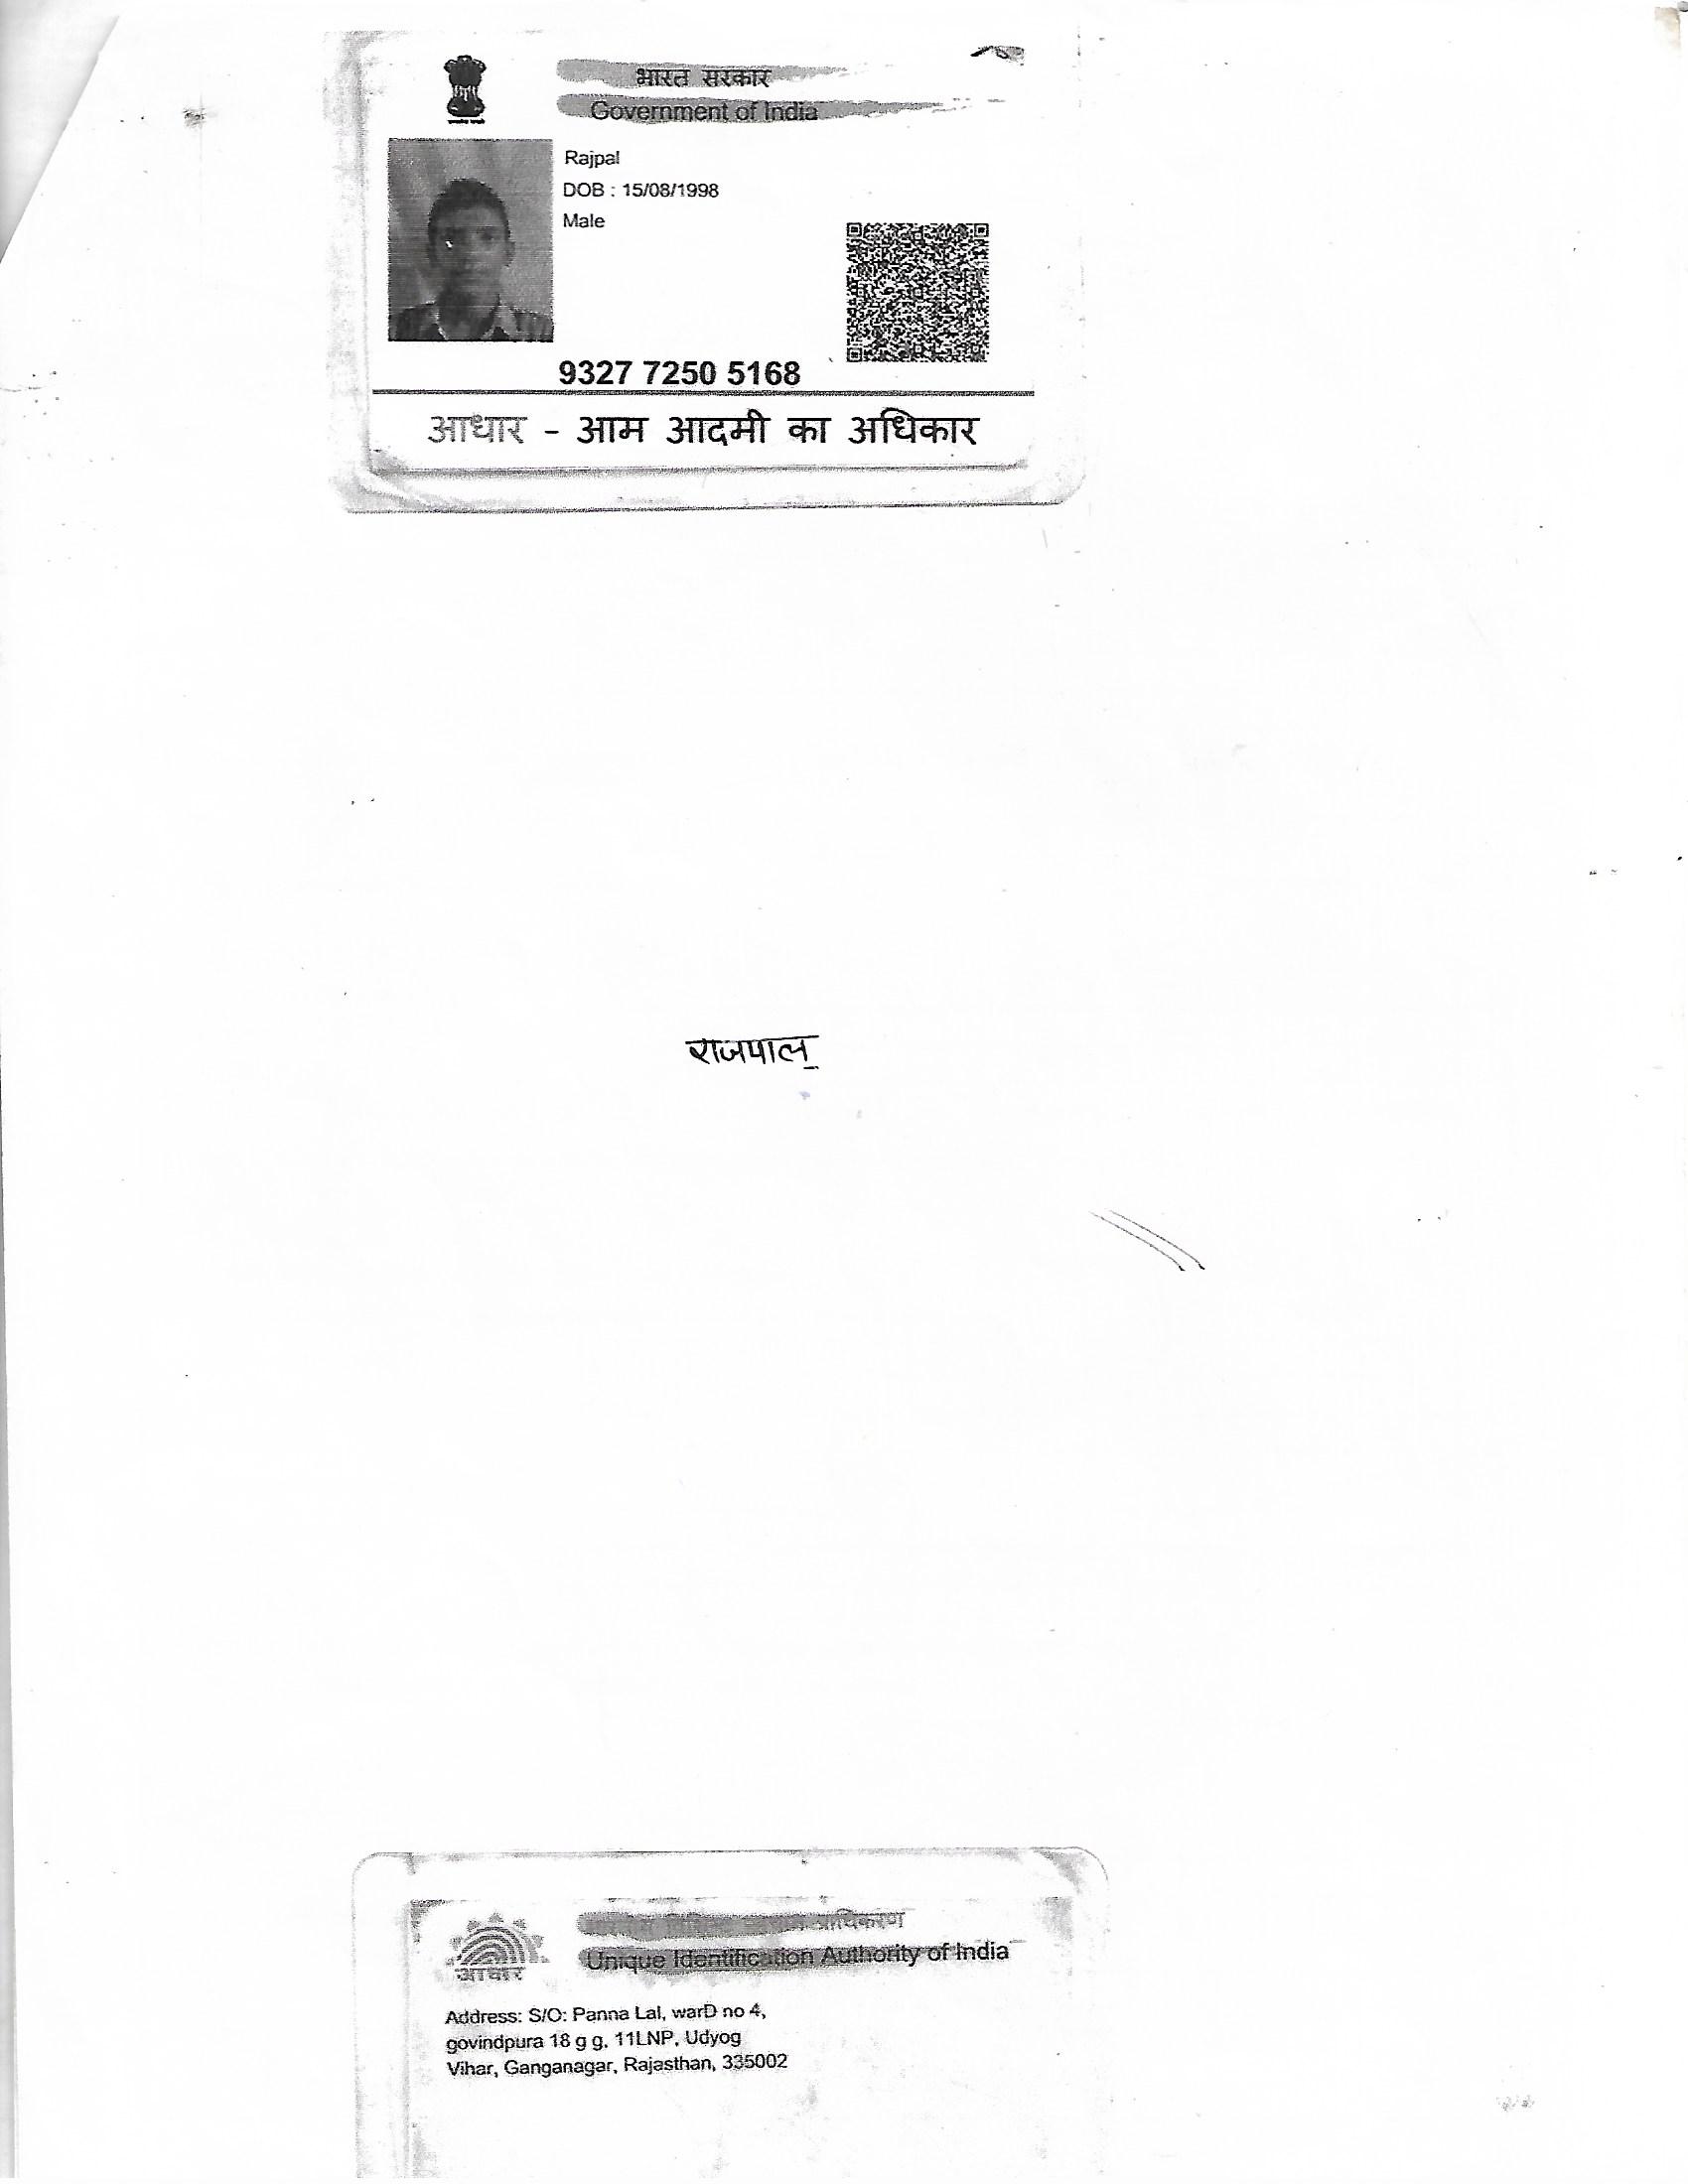 भारत सरकार
Government of India
Rajpal
DOB : 15/08/1998
Male
9327 7250 5168
आधार - आम आदमी का अधिकार
राजपाल
प्राधिकरण
Unique Identification Authority of India
आधार
Address: S/O: Panna Lal, warD no 4,
govindpura 18 g g, 11LNP, Udyog
Vihar, Ganganagar, Rajasthan, 335002